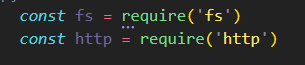 const fs = require('fs')
const http = require('http')